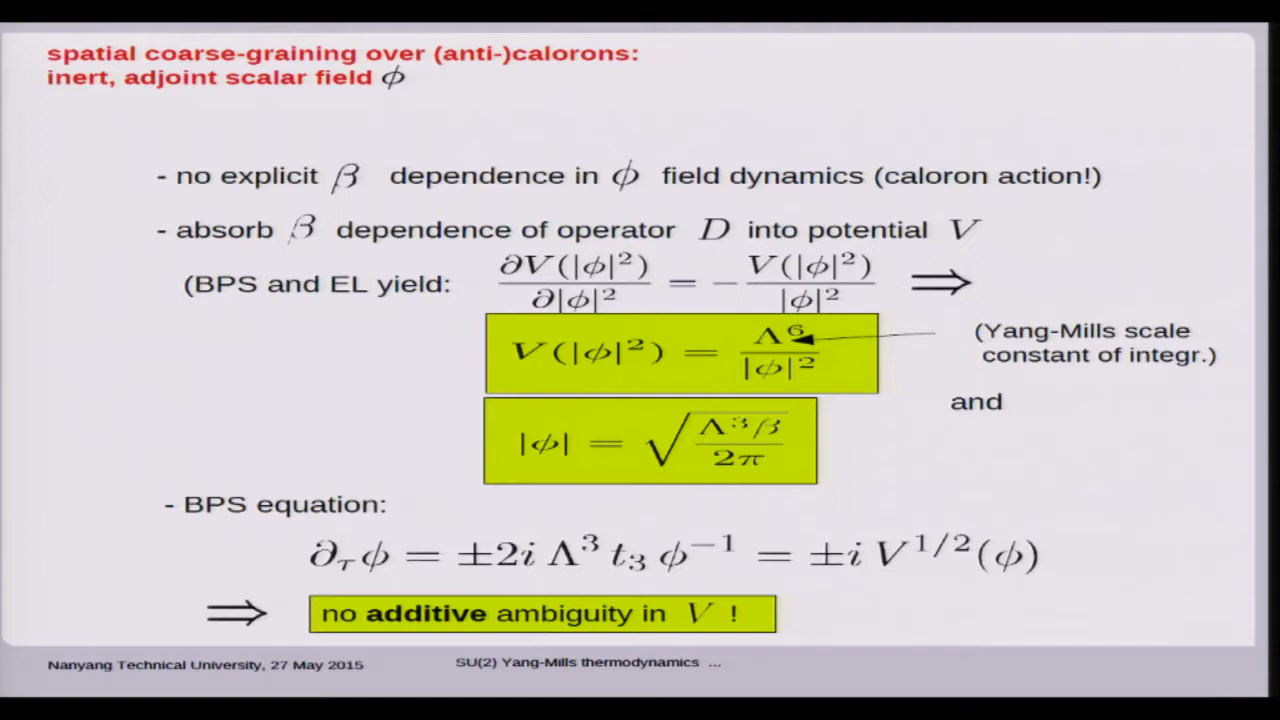 spatial coarse-graining over (anti-)calorons:
inert, adjoint scalar field ϕ
- no explicit β dependence in ϕ field dynamics (caloron action!)
- absorb β dependence of operator D into potential V
(BPS and EL yield: ∂V(|ϕ|²)/∂|ϕ|² = − V(|ϕ|²)/|ϕ|² ⟹
V(|ϕ|²) = Λ⁶/|ϕ|²
(Yang-Mills scale
constant of integr.)
and
|ϕ| = √(Λ³β/2π)
- BPS equation:
∂τϕ = ±2i Λ³ t₃ ϕ⁻¹ = ±i V^{1/2}(ϕ)
⟹ no additive ambiguity in V !
Nanyang Technical University, 27 May 2015
SU(2) Yang-Mills thermodynamics ...